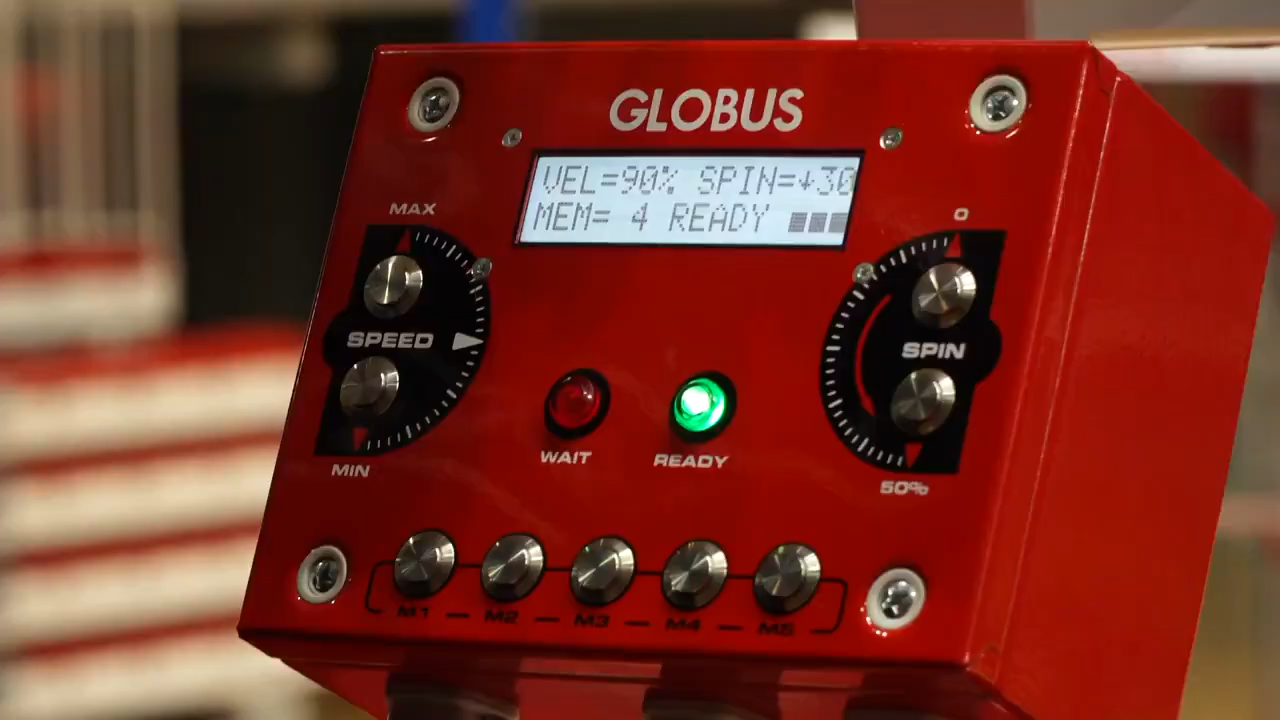 GLOBUS
VEL=90% SPIN=↓30
MEM= 4 READY
MAX
SPEED
MIN
WAIT
READY
0
SPIN
50%
M1
M2
M3
M4
M5